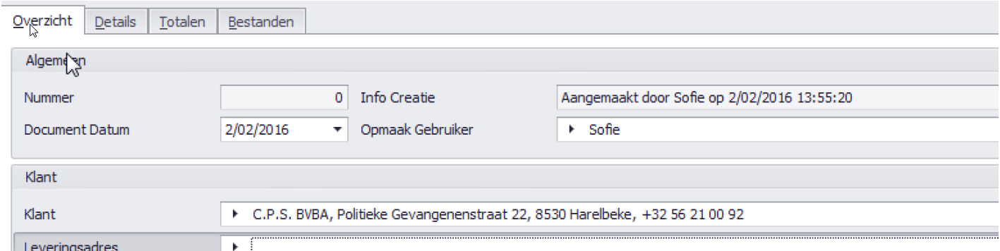 Overzicht Details Totalen Bestanden
Algemeen
Nummer 0 Info Creatie Aangemaakt door Sofie op 2/02/2016 13:55:20
Document Datum 2/02/2016 Opmaak Gebruiker Sofie
Klant
Klant C.P.S. BVBA, Politieke Gevangenenstraat 22, 8530 Harelbeke, +32 56 21 00 92
Leveringsadres